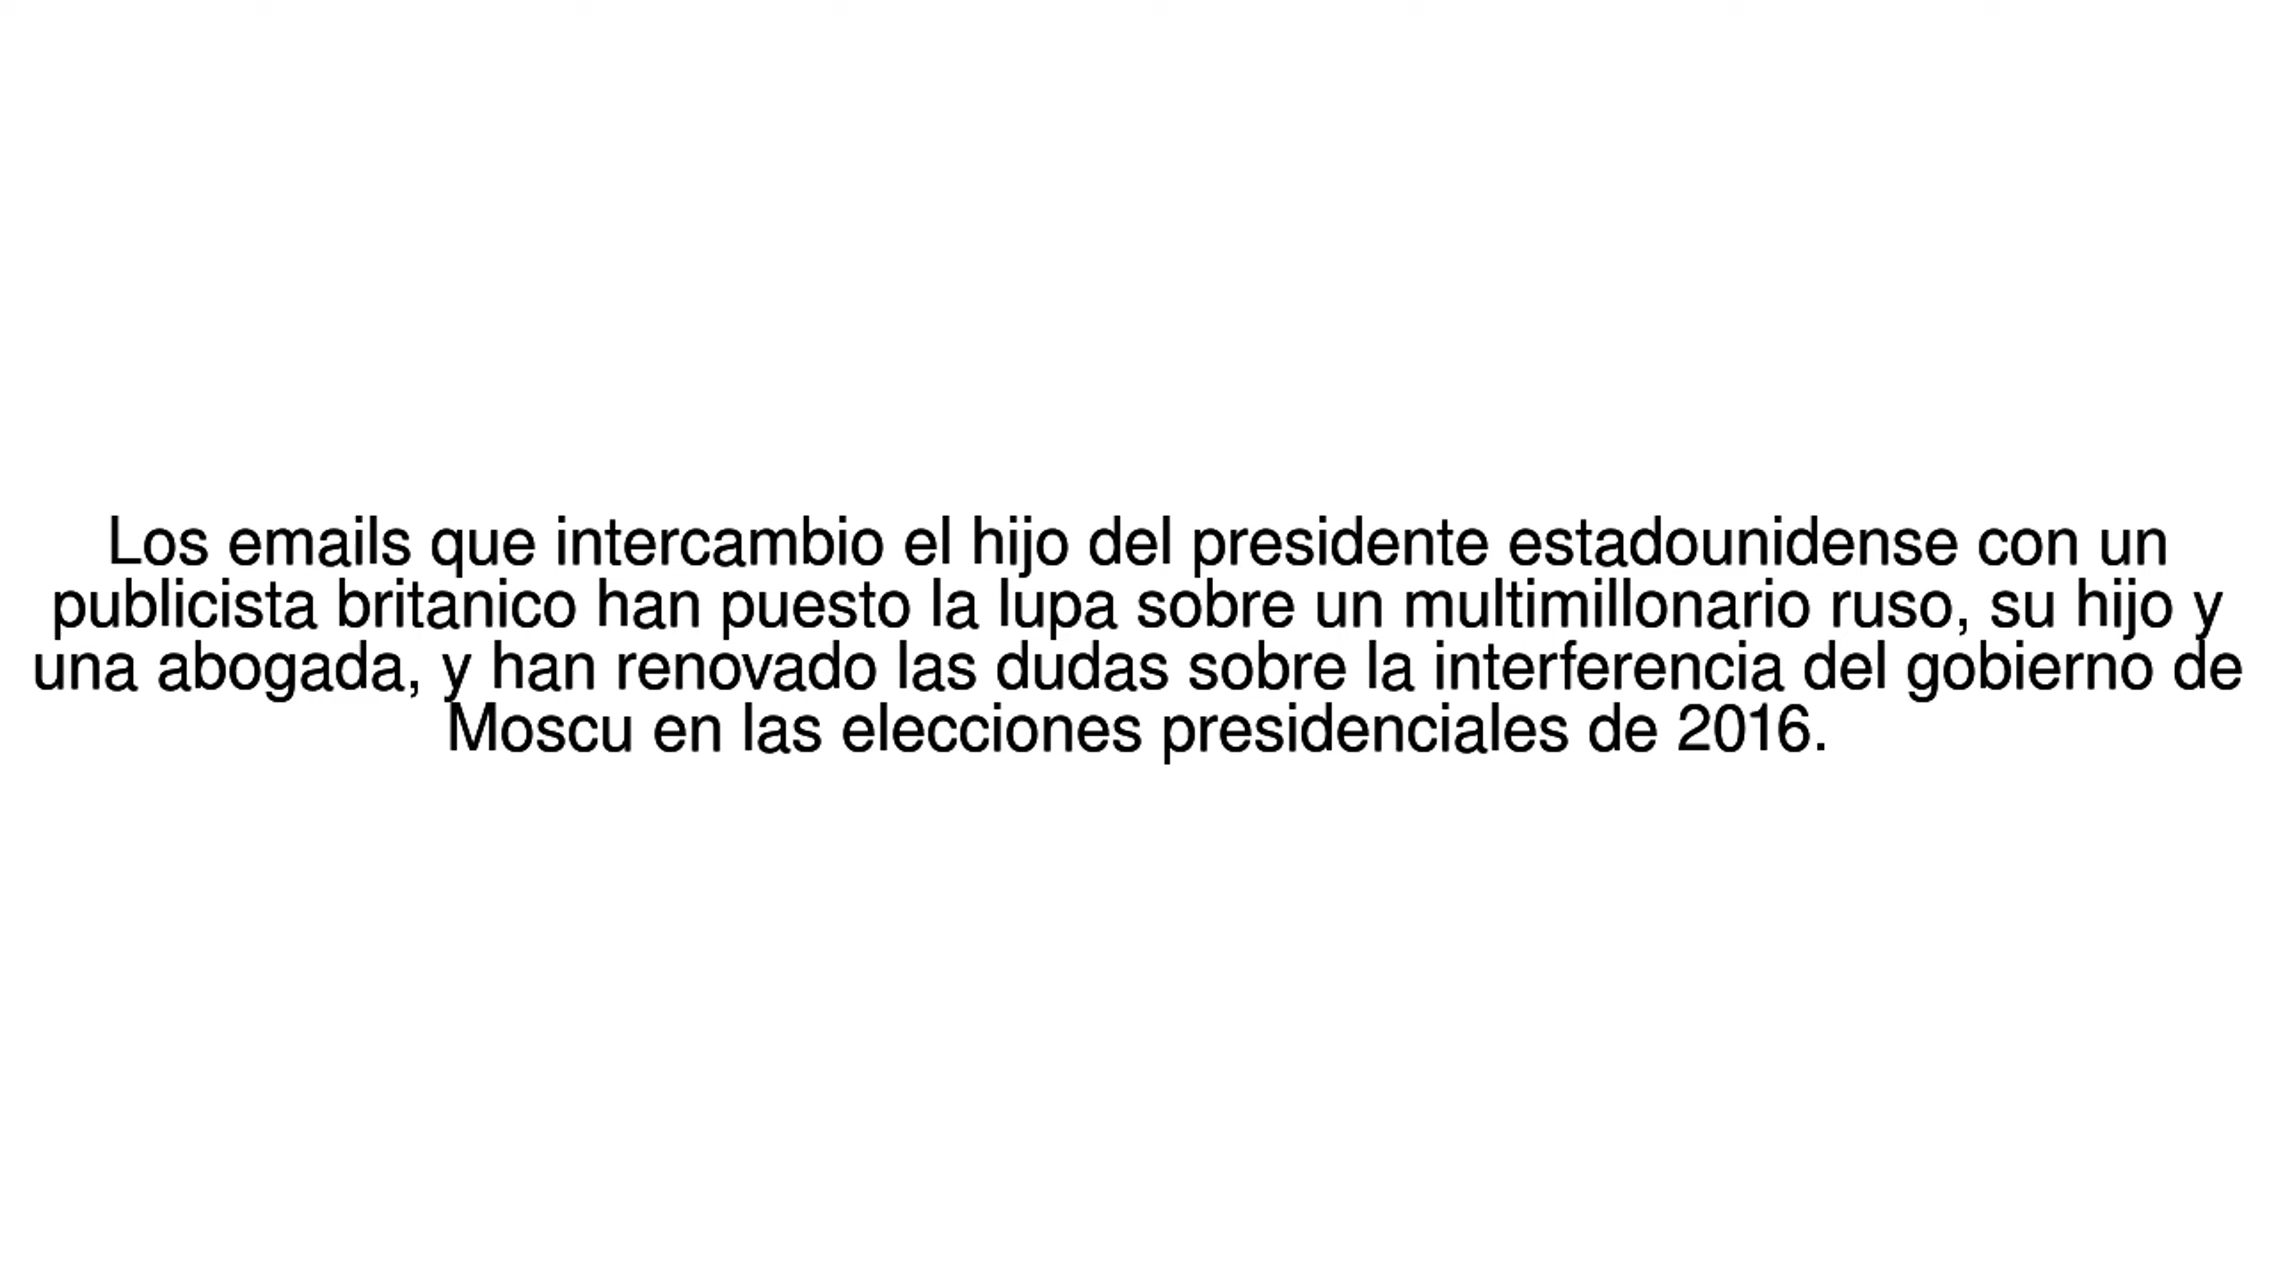 Los emails que intercambio el hijo del presidente estadounidense con un
publicista britanico han puesto la lupa sobre un multimillonario ruso, su hijo y
una abogada, y han renovado las dudas sobre la interferencia del gobierno de
Moscu en las elecciones presidenciales de 2016.